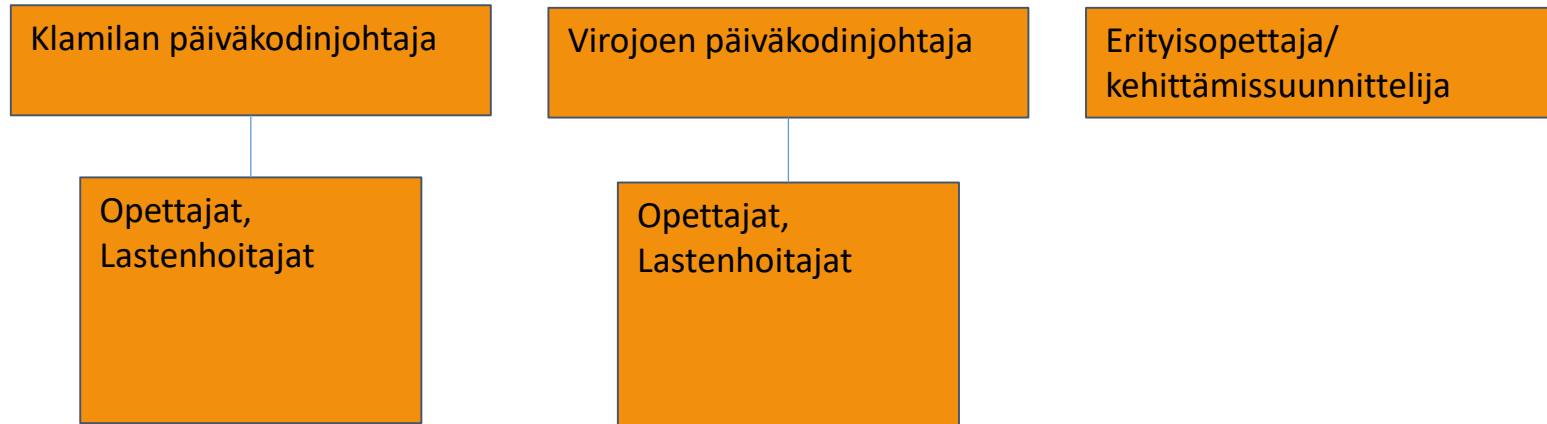 Klamilan päiväkodinjohtaja
Virojoen päiväkodinjohtaja
Erityisopettaja/
kehittämissuunnittelija
Opettajat,
Lastenhoitajat
Opettajat,
Lastenhoitajat